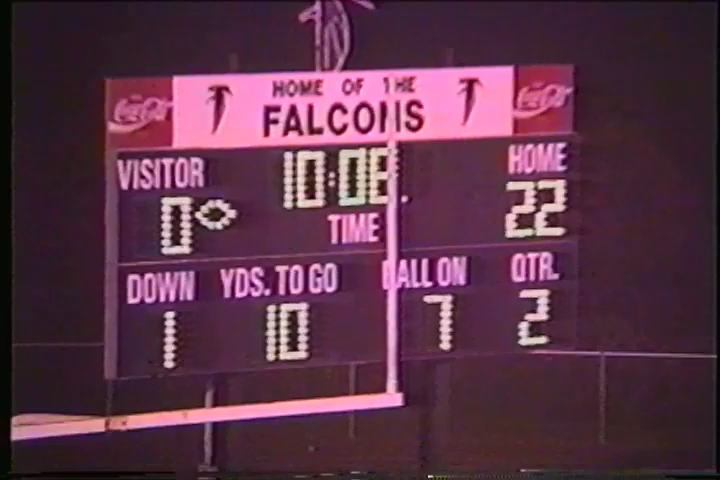 HOME OF THE
Coca-Cola FALCONS Coca-Cola
VISITOR 10:08 HOME
0 TIME 22
DOWN YDS. TO GO BALL ON QTR.
1 10 7 2